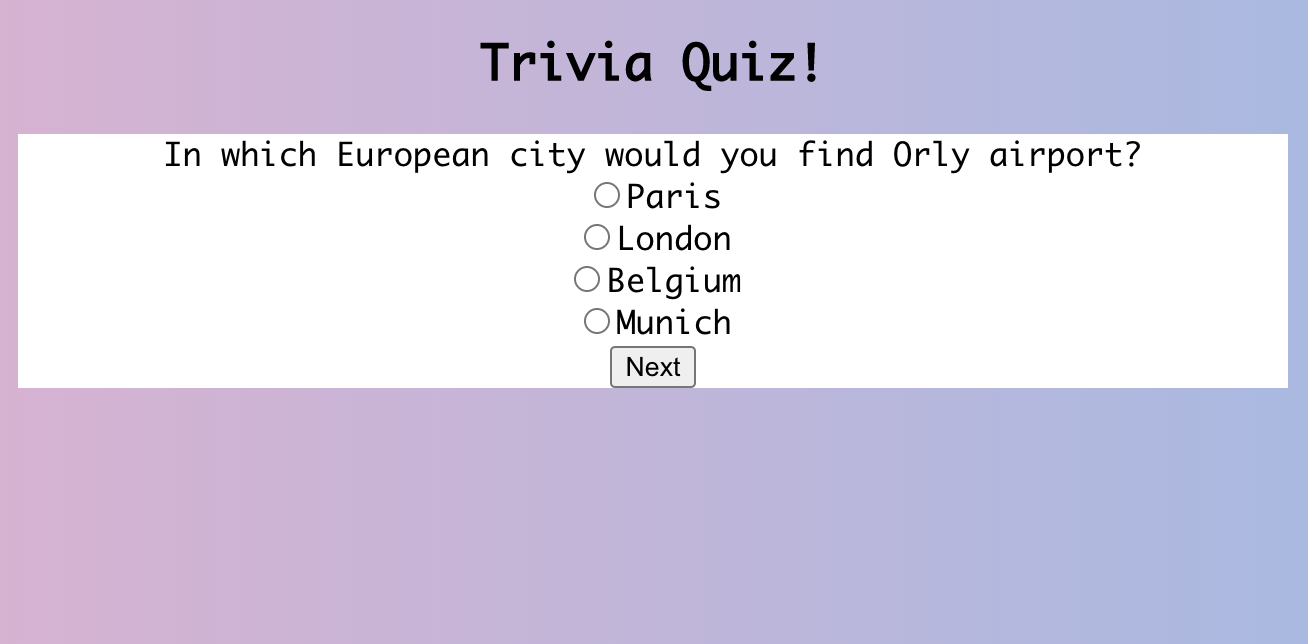 Trivia Quiz!
In which European city would you find Orly airport?
Paris
London
Belgium
Munich
Next